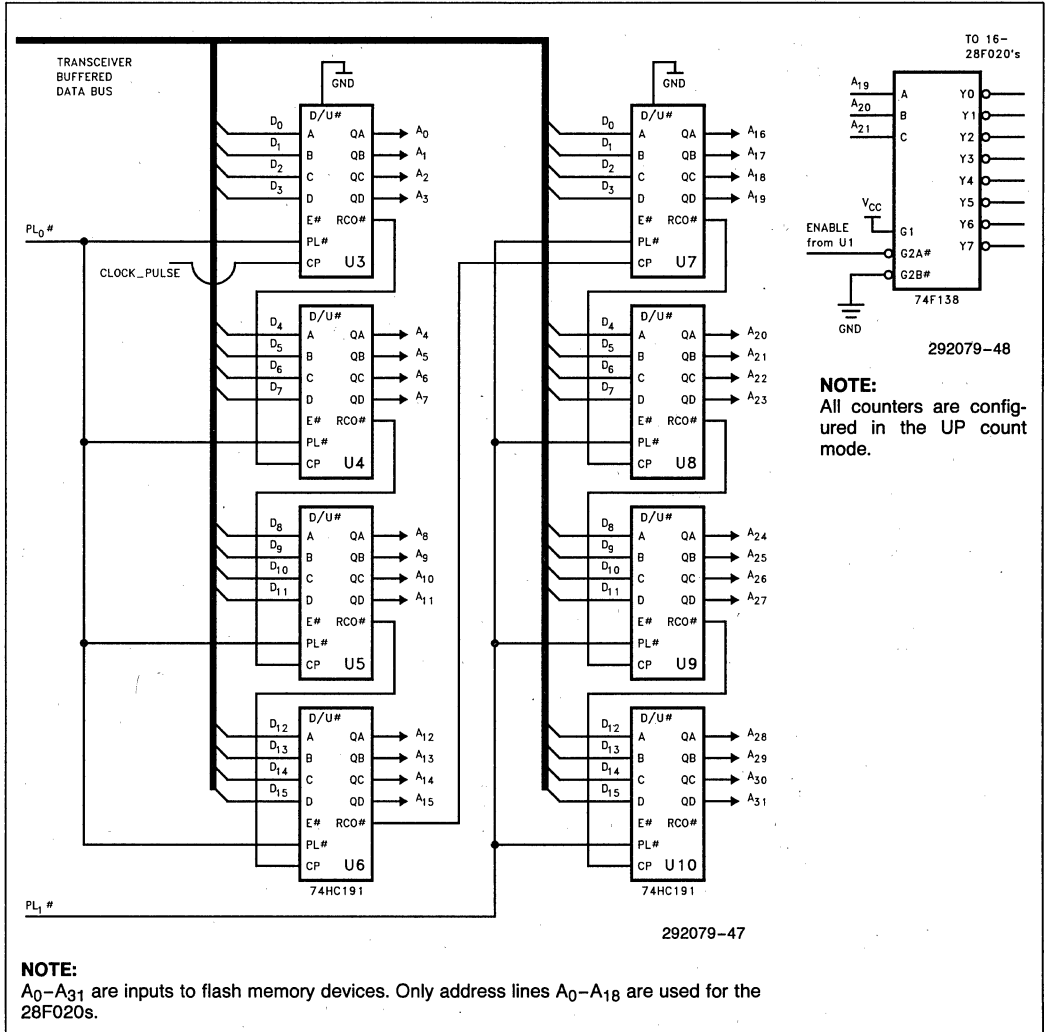 TRANSCEIVER
BUFFERED
DATA BUS
GND
D/U#
D0 A QA A0
D1 B QB A1
D2 C QC A2
D3 D QD A3
E# RCO#
PL0 #
PL#
CLOCK_PULSE
CP U3
D/U#
D4 A QA A4
D5 B QB A5
D6 C QC A6
D7 D QD A7
E# RCO#
PL#
CP U4
D/U#
D8 A QA A8
D9 B QB A9
D10 C QC A10
D11 D QD A11
E# RCO#
PL#
CP U5
D/U#
D12 A QA A12
D13 B QB A13
D14 C QC A14
D15 D QD A15
E# RCO#
PL#
CP U6
74HC191
PL1 #
GND
D/U#
D0 A QA A16
D1 B QB A17
D2 C QC A18
D3 D QD A19
E# RCO#
PL#
CP U7
D/U#
D4 A QA A20
D5 B QB A21
D6 C QC A22
D7 D QD A23
E# RCO#
PL#
CP U8
D/U#
D8 A QA A24
D9 B QB A25
D10 C QC A26
D11 D QD A27
E# RCO#
PL#
CP U9
D/U#
D12 A QA A28
D13 B QB A29
D14 C QC A30
D15 D QD A31
E# RCO#
PL#
CP U10
74HC191
292079–47
TO 16-
28F020's
A19 A Y0
A20 B Y1
A21 C Y2
Y3
Y4
VCC Y5
G1 Y6
ENABLE
from U1
G2A# Y7
G2B#
74F138
GND
292079–48
NOTE:
All counters are config-
ured in the UP count
mode.
NOTE:
A0–A31 are inputs to flash memory devices. Only address lines A0–A18 are used for the
28F020s.